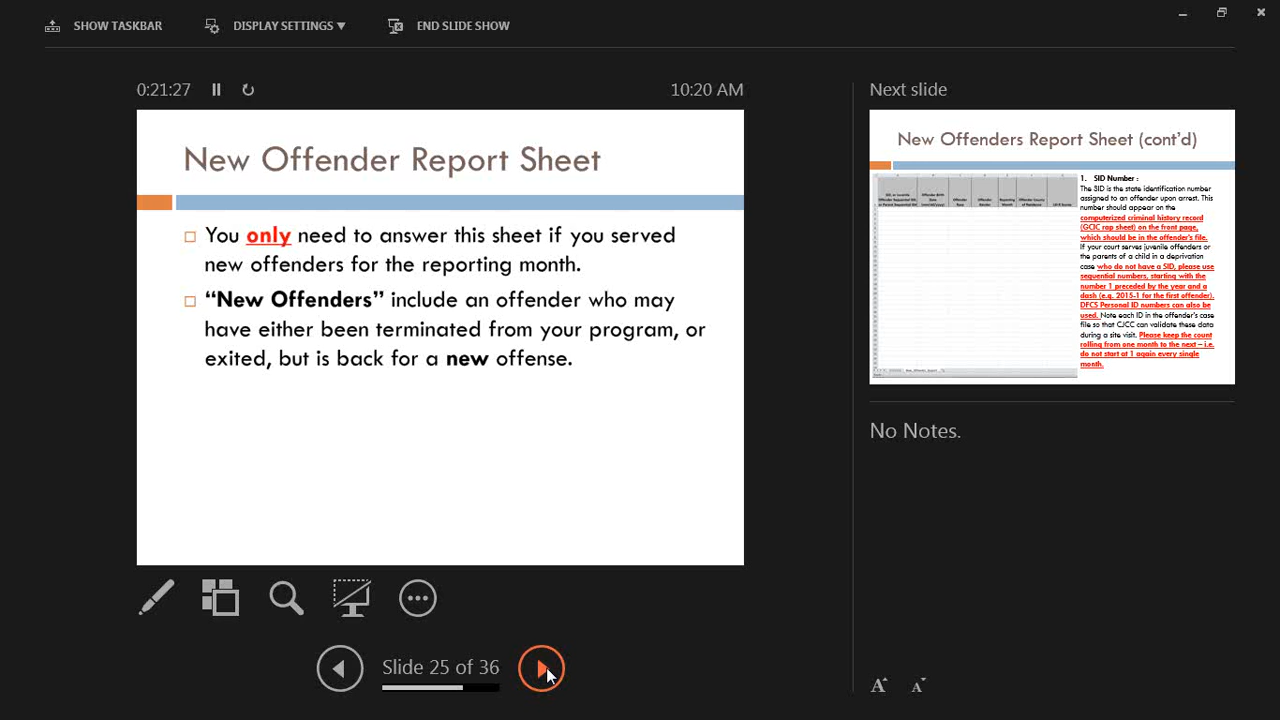 SHOW TASKBAR
DISPLAY SETTINGS ▼
END SLIDE SHOW
0:21:27
10:20 AM
New Offender Report Sheet
You only need to answer this sheet if you served
new offenders for the reporting month.
“New Offenders” include an offender who may
have either been terminated from your program, or
exited, but is back for a new offense.
Slide 25 of 36
Next slide
New Offenders Report Sheet (cont’d)
1. SID Number :
The SID is the state identification number
assigned to an offender upon arrest. This
number should appear on the
computerized criminal history record
(GCIC rap sheet) on the front page,
which should be in the offender’s file.
If your court serves juvenile offenders or
the parents of a child in a deprivation
case who do not have a SID, please use
sequential numbers, starting with the
number 1 preceded by the year and a
dash (e.g. 2015-1 for the first offender).
DFCS Personal ID numbers can also be
used. Note each ID in the offender’s case
file so that CJCC can validate these data
during a site visit. Please keep the count
rolling from one month to the next – i.e.
do not start at 1 again every single
month.
No Notes.
A A